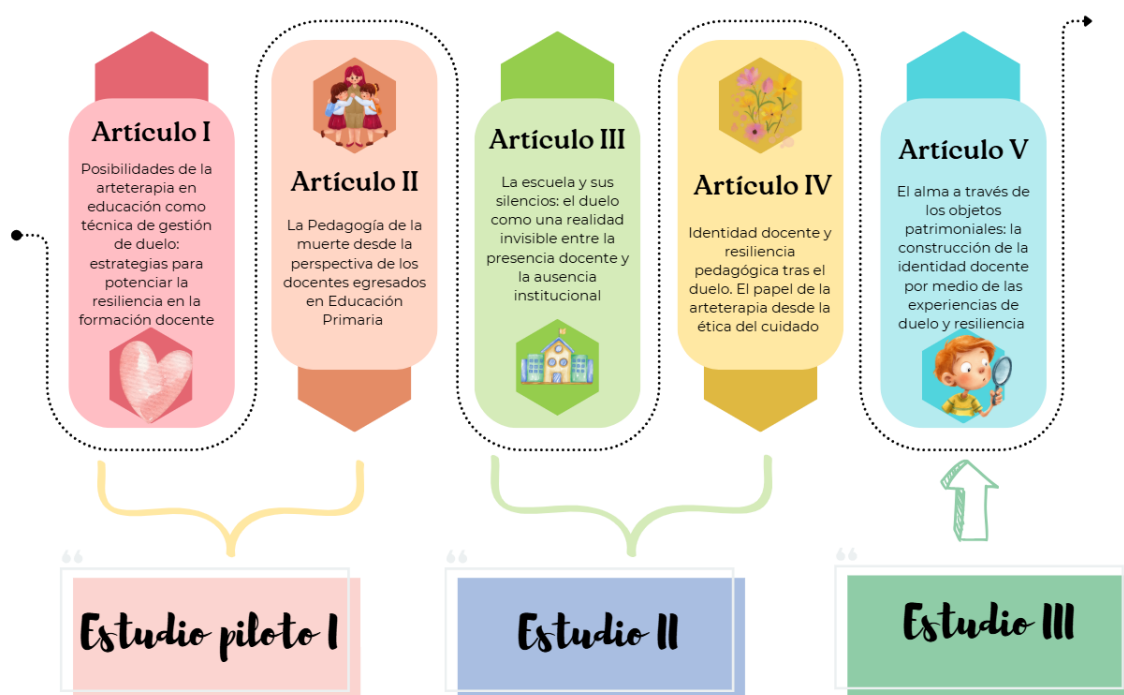 Artículo I
Posibilidades de la
arteterapia en
educación como
técnica de gestión
de duelo:
estrategias para
potenciar la
resiliencia en la
formación docente
Artículo II
La Pedagogía de la
muerte desde la
perspectiva de los
docentes egresados
en Educación
Primaria
Artículo III
La escuela y sus
silencios: el duelo
como una realidad
invisible entre la
presencia docente y
la ausencia
institucional
Artículo IV
Identidad docente y
resiliencia
pedagógica tras el
duelo. El papel de la
arteterapia desde la
ética del cuidado
Artículo V
El alma a través de
los objetos
patrimoniales: la
construcción de la
identidad docente
por medio de las
experiencias de
duelo y resiliencia
Estudio piloto I
Estudio II
Estudio III